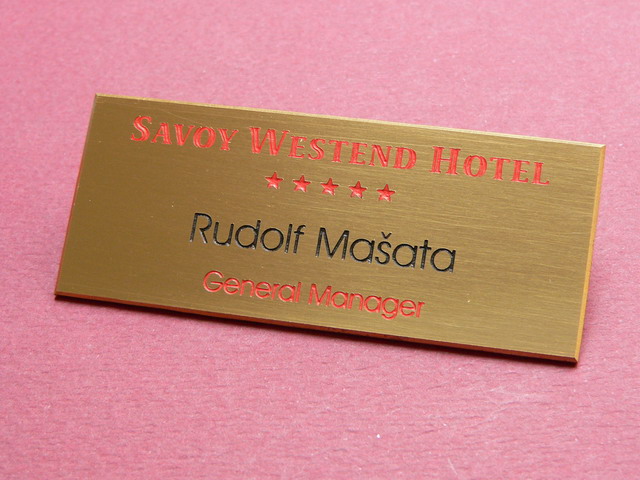 SAVOY WESTEND HOTEL
★★★★★
Rudolf Mašata
General Manager